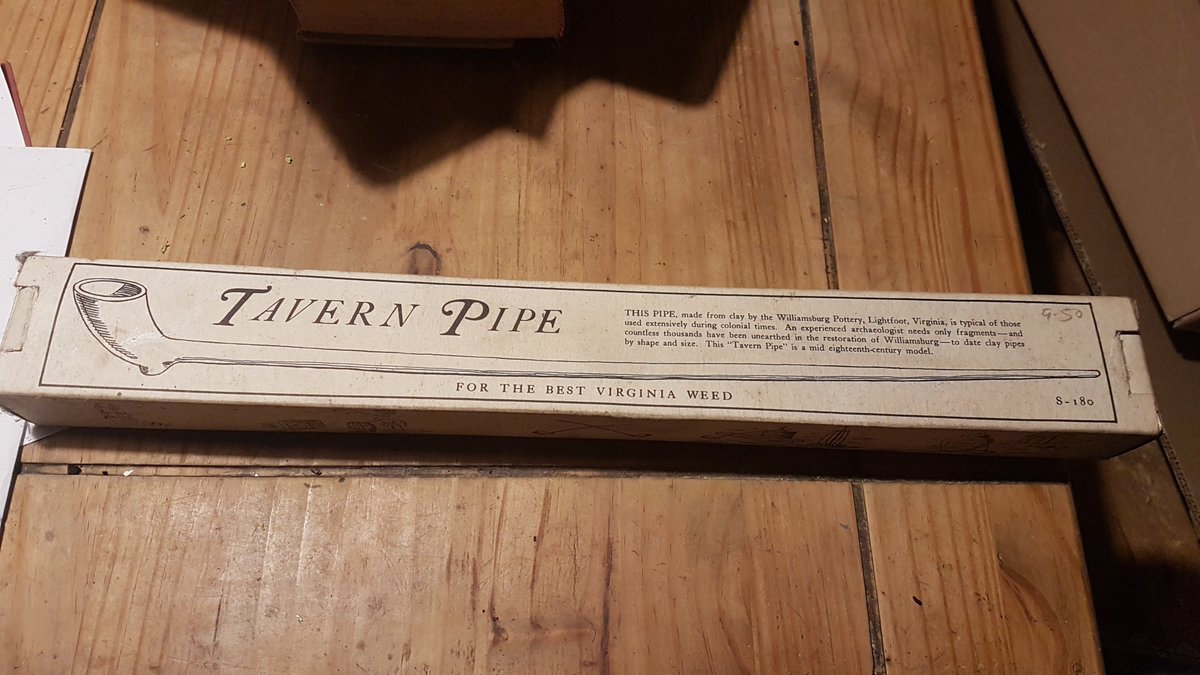 TAVERN PIPE
THIS PIPE, made from clay by the Williamsburg Pottery, Lightfoot, Virginia, is typical of those
used extensively during colonial times. An experienced archaeologist needs only fragments—and
countless thousands have been unearthed in the restoration of Williamsburg—to date clay pipes
by shape and size. This "Tavern Pipe" is a mid eighteenth-century model.
9-50
FOR THE BEST VIRGINIA WEED
S-180